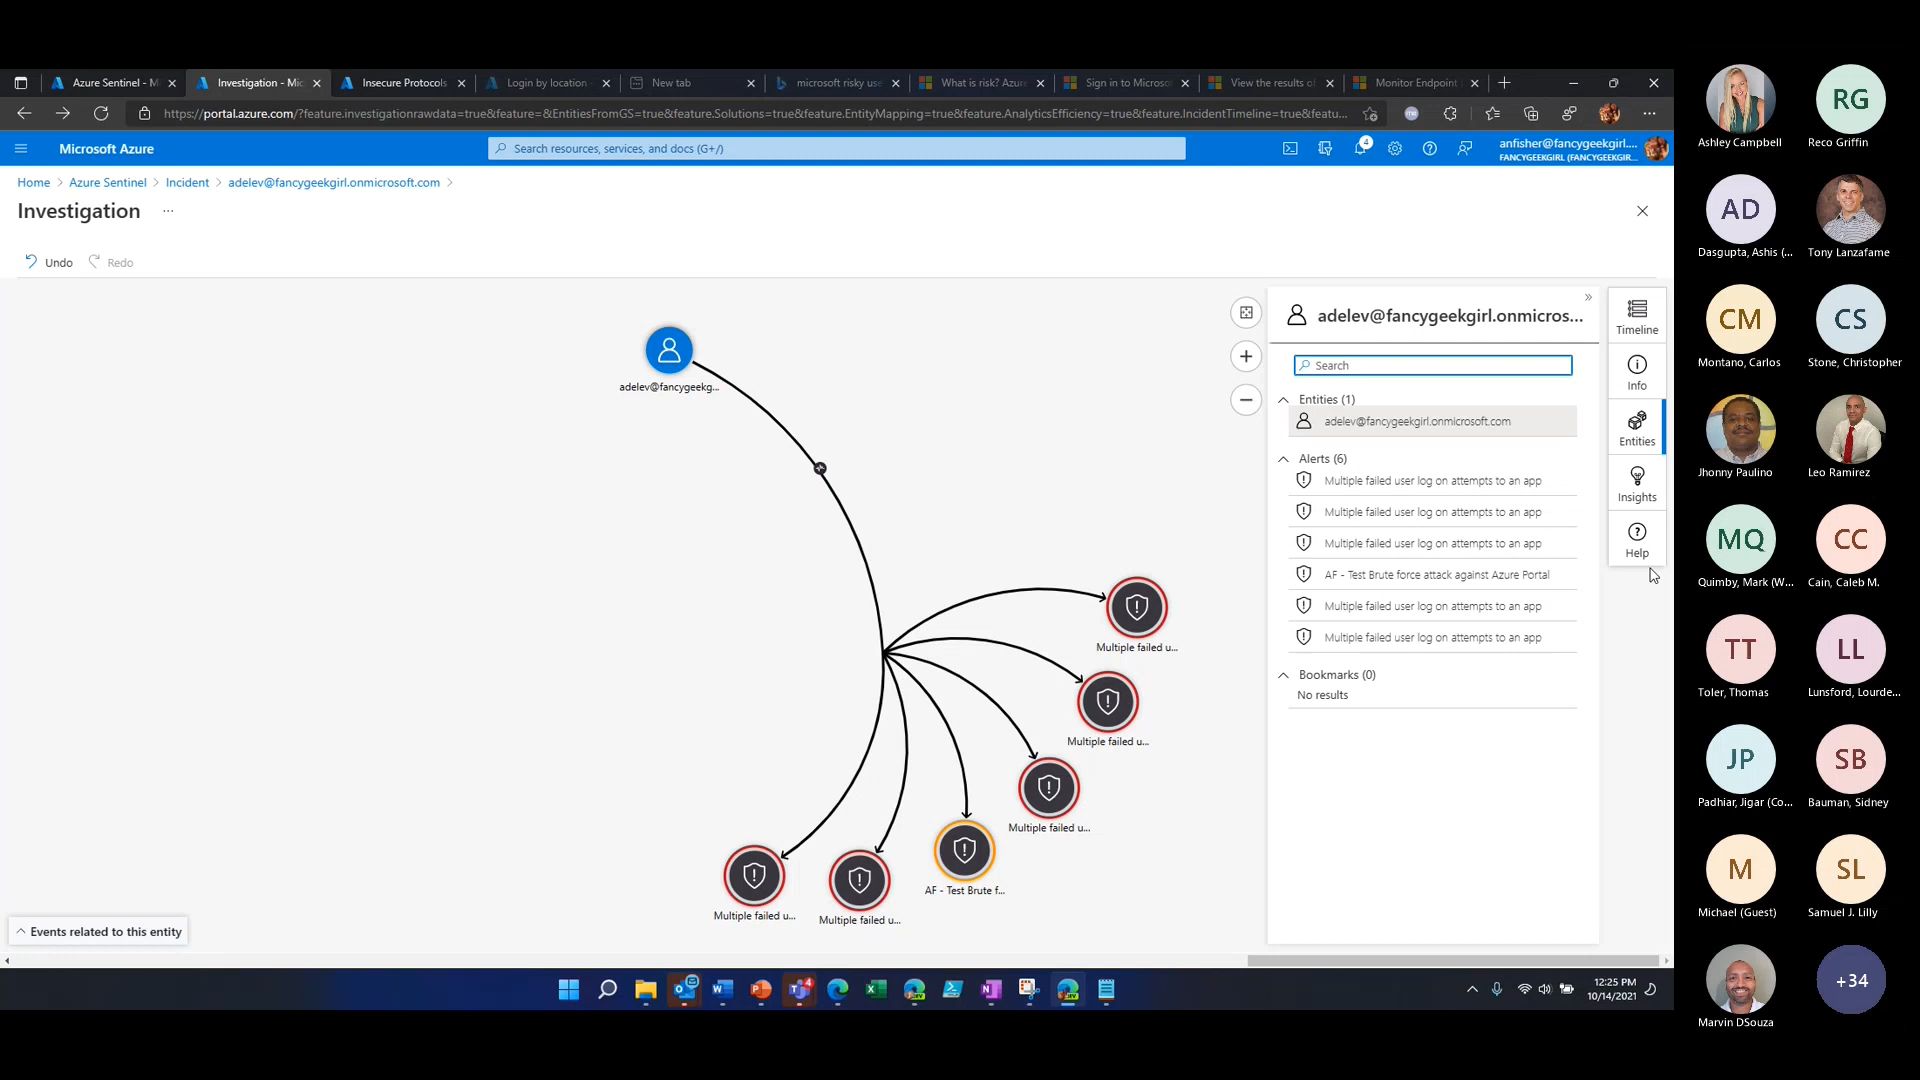 Azure Sentinel - M
Investigation - Mic
Insecure Protocols
Login by location -
New tab
microsoft risky use
What is risk? Azur
Sign in to Microso
View the results of
Monitor Endpoint
https://portal.azure.com/?feature.investigationrawdata=true&feature=&EntitiesFromGS=true&feature.Solutions=true&feature.EntityMapping=true&feature.AnalyticsEfficiency=true&feature.IncidentTimeline=true&featu...
Microsoft Azure
Search resources, services, and docs (G+/)
4
anfisher@fancygeekgirl....
FANCYGEEKGIRL (FANCYGEEKGIR...
Home > Azure Sentinel > Incident > adelev@fancygeekgirl.onmicrosoft.com >
Investigation ...
Undo
Redo
adelev@fancygeekg...
Multiple failed u...
Multiple failed u...
Multiple failed u...
AF - Test Brute f...
Multiple failed u...
Multiple failed u...
Events related to this entity
adelev@fancygeekgirl.onmicros...
Search
Entities (1)
adelev@fancygeekgirl.onmicrosoft.com
Alerts (6)
Multiple failed user log on attempts to an app
Multiple failed user log on attempts to an app
Multiple failed user log on attempts to an app
AF - Test Brute force attack against Azure Portal
Multiple failed user log on attempts to an app
Multiple failed user log on attempts to an app
Bookmarks (0)
No results
Timeline
Info
Entities
Insights
Help
12:25 PM
10/14/2021
Ashley Campbell
RG
Reco Griffin
AD
Dasgupta, Ashis (...
Tony Lanzafame
CM
Montano, Carlos
CS
Stone, Christopher
Jhonny Paulino
Leo Ramirez
MQ
Quimby, Mark (W...
CC
Cain, Caleb M.
TT
Toler, Thomas
LL
Lunsford, Lourde...
JP
Padhiar, Jigar (Co...
SB
Bauman, Sidney
M
Michael (Guest)
SL
Samuel J. Lilly
Marvin DSouza
+34